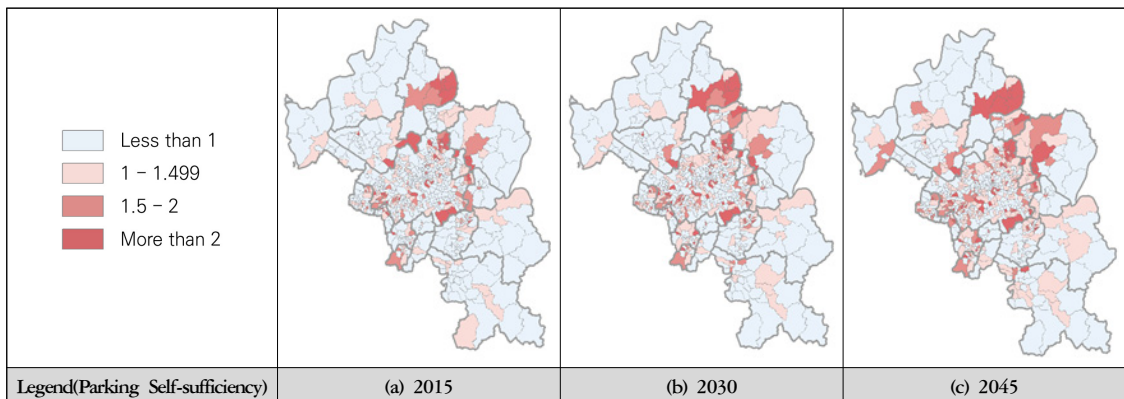 Less than 1
1 – 1.499
1.5 – 2
More than 2
Legend(Parking Self-sufficiency)
(a) 2015
(b) 2030
(c) 2045